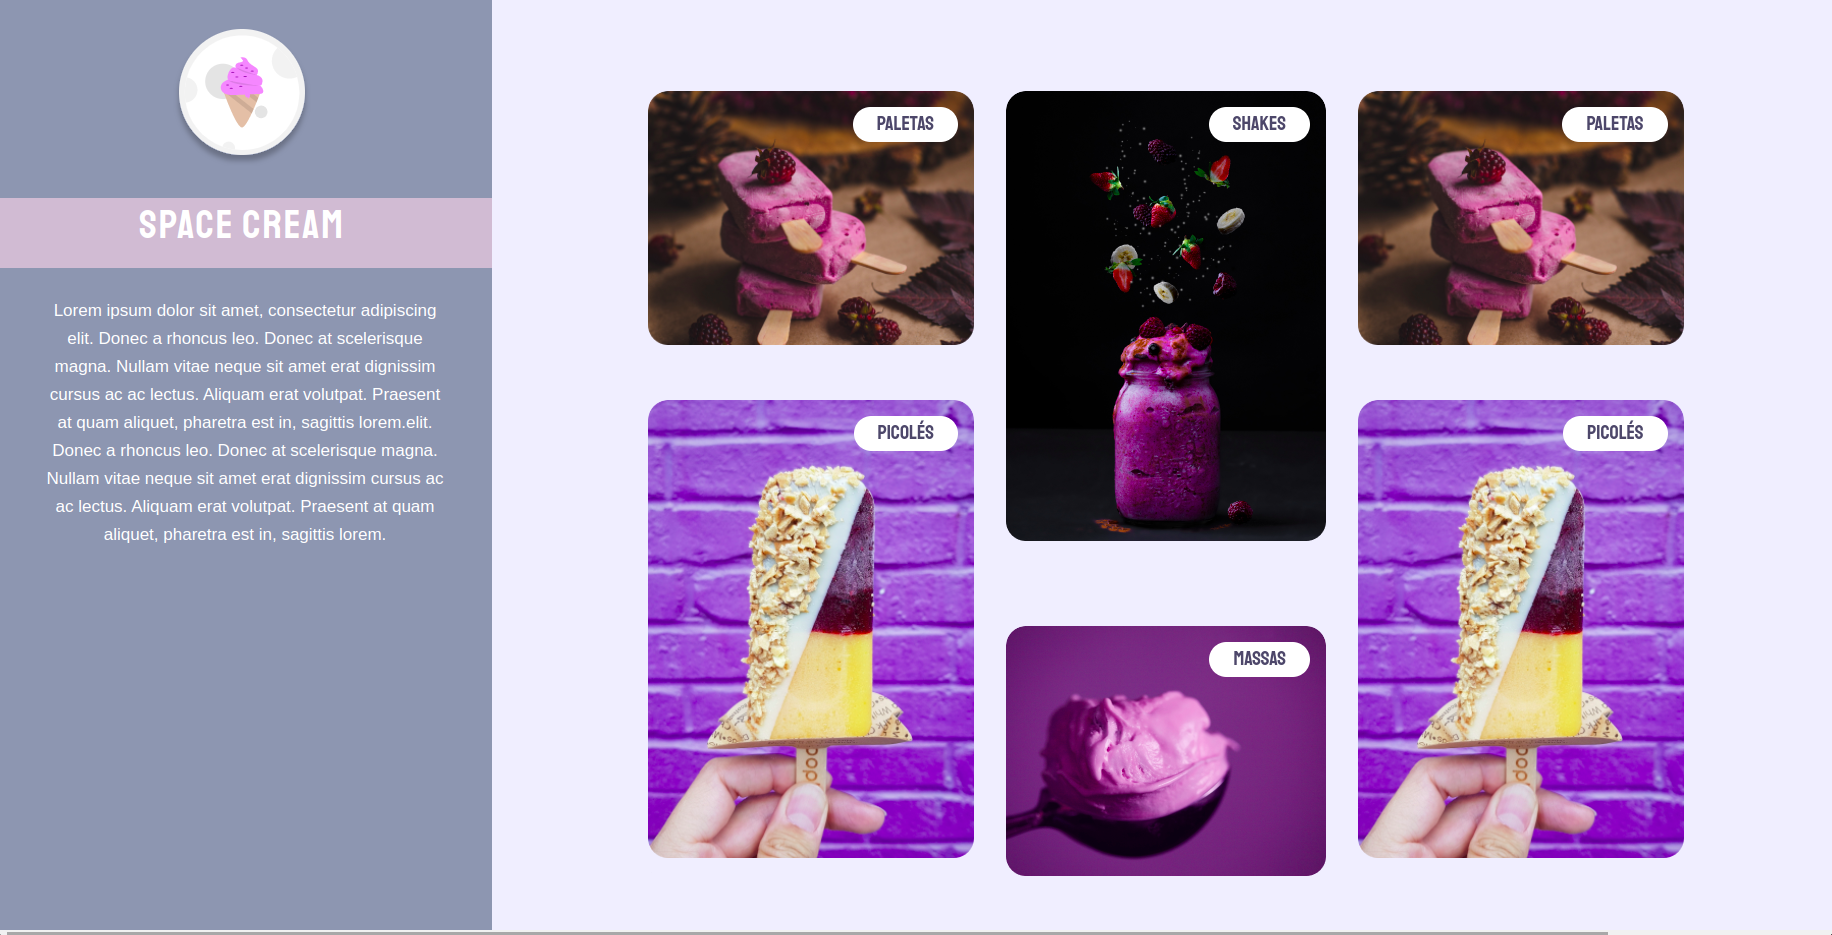 SPACE CREAM
Lorem ipsum dolor sit amet, consectetur adipiscing
elit. Donec a rhoncus leo. Donec at scelerisque
magna. Nullam vitae neque sit amet erat dignissim
cursus ac ac lectus. Aliquam erat volutpat. Praesent
at quam aliquet, pharetra est in, sagittis lorem.elit.
Donec a rhoncus leo. Donec at scelerisque magna.
Nullam vitae neque sit amet erat dignissim cursus ac
ac lectus. Aliquam erat volutpat. Praesent at quam
aliquet, pharetra est in, sagittis lorem.
PALETAS
SHAKES
PALETAS
PICOLÉS
PICOLÉS
MASSAS